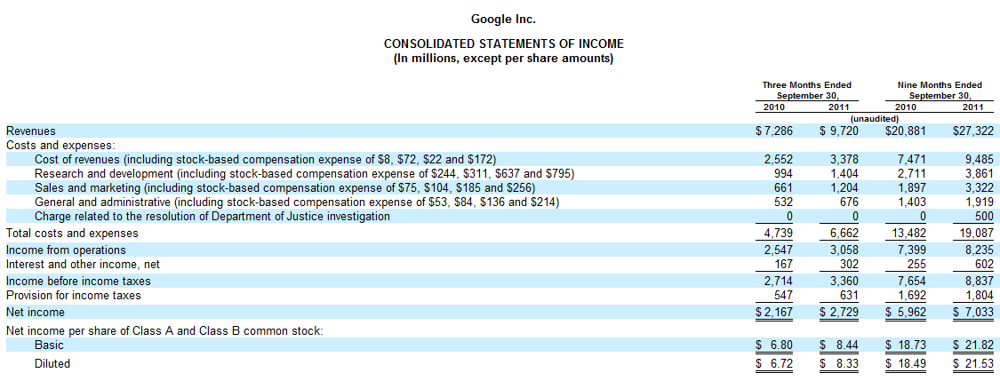 Google Inc.
CONSOLIDATED STATEMENTS OF INCOME
(In millions, except per share amounts)
Three Months Ended Nine Months Ended
September 30, September 30,
2010 2011 2010 2011
(unaudited)
Revenues $ 7,286 $ 9,720 $20,881 $27,322
Costs and expenses:
Cost of revenues (including stock-based compensation expense of $8, $72, $22 and $172) 2,552 3,378 7,471 9,485
Research and development (including stock-based compensation expense of $244, $311, $637 and $795) 994 1,404 2,711 3,861
Sales and marketing (including stock-based compensation expense of $75, $104, $185 and $256) 661 1,204 1,897 3,322
General and administrative (including stock-based compensation expense of $53, $84, $136 and $214) 532 676 1,403 1,919
Charge related to the resolution of Department of Justice investigation 0 0 0 500
Total costs and expenses 4,739 6,662 13,482 19,087
Income from operations 2,547 3,058 7,399 8,235
Interest and other income, net 167 302 255 602
Income before income taxes 2,714 3,360 7,654 8,837
Provision for income taxes 547 631 1,692 1,804
Net income $ 2,167 $ 2,729 $ 5,962 $ 7,033
Net income per share of Class A and Class B common stock:
Basic $ 6.80 $ 8.44 $ 18.73 $ 21.82
Diluted $ 6.72 $ 8.33 $ 18.49 $ 21.53